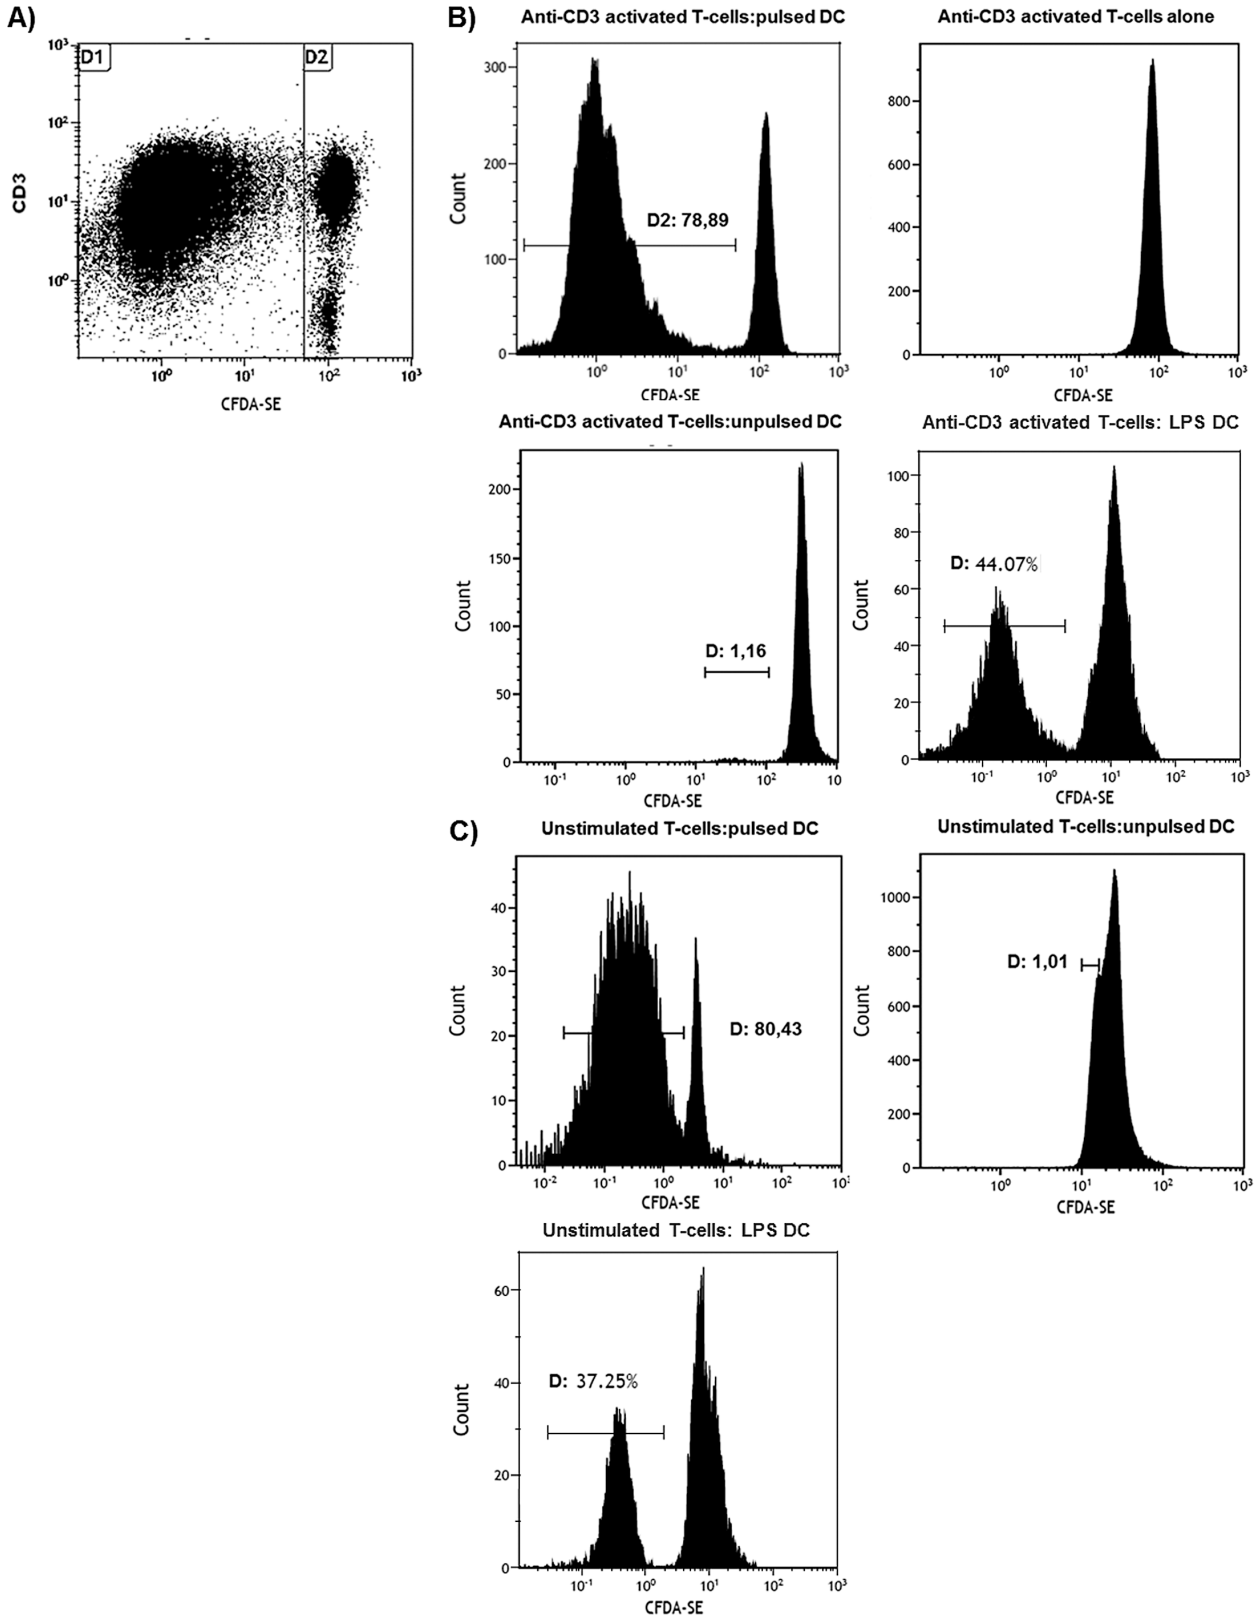 A)
D1 D2
10³
10²
10¹
10⁰
CD3
10⁰ 10¹ 10² 10³
CFDA-SE
B)
Anti-CD3 activated T-cells:pulsed DC
300
200
100
0
Count
D2: 78,89
10⁰ 10¹ 10² 10³
CFDA-SE
Anti-CD3 activated T-cells alone
800
600
400
200
0
10⁰ 10¹ 10² 10³
CFDA-SE
Anti-CD3 activated T-cells:unpulsed DC
200
150
100
50
0
Count
D: 1,16
10-1 10⁰ 10¹ 10² 10
CFDA-SE
Anti-CD3 activated T-cells: LPS DC
100
80
60
40
20
0
Count
D: 44.07%
10-1 10⁰ 10¹ 10² 10³
CFDA-SE
C)
Unstimulated T-cells:pulsed DC
40
30
20
10
0
Count
D: 80,43
10-2 10-1 10⁰ 10¹ 10² 10
CFDA-SE
Unstimulated T-cells:unpulsed DC
1000
800
600
400
200
0
Count
D: 1,01
10⁰ 10¹ 10² 10³
CFDA-SE
Unstimulated T-cells: LPS DC
60
40
20
0
Count
D: 37.25%
10-1 10⁰ 10¹ 10² 10³
CFDA-SE